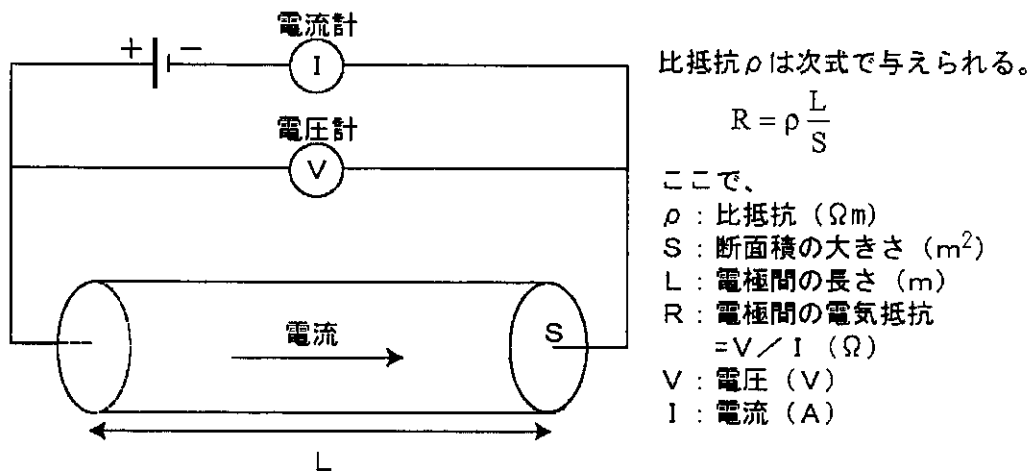 電流計
+ −
I
電圧計
V
電流
S
L
比抵抗ρは次式で与えられる。
R = ρ L/S
ここで、
ρ：比抵抗（Ωm）
S：断面積の大きさ（m²）
L：電極間の長さ（m）
R：電極間の電気抵抗
=V／I（Ω）
V：電圧（V）
I：電流（A）